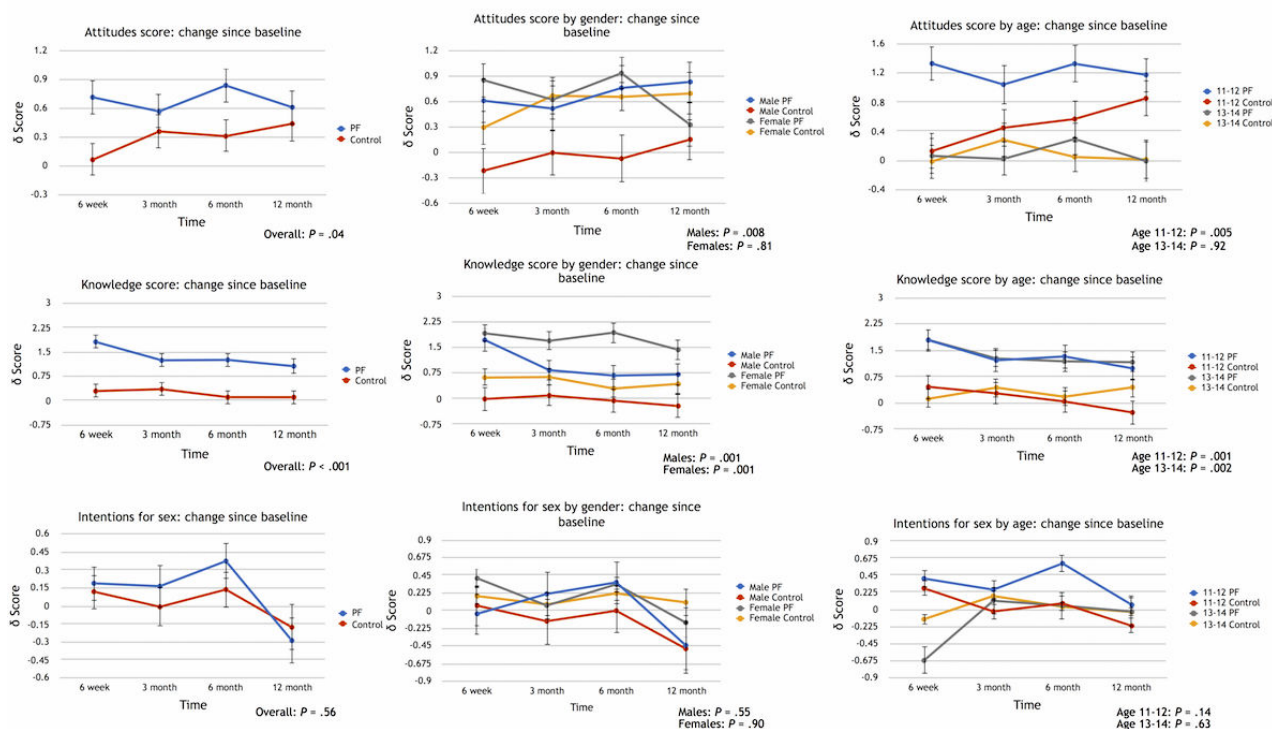 Attitudes score: change since baseline
1.2
0.9
0.6
0.3
0
-0.3
δ Score
6 week
3 month
6 month
12 month
Time
PF
Control
Overall: P = .04
Attitudes score by gender: change since
baseline
1.2
0.9
0.6
0.3
0
-0.3
-0.6
δ Score
6 week
3 month
6 month
12 month
Time
Male PF
Male Control
Female PF
Female Control
Males: P = .008
Females: P = .81
Attitudes score by age: change since baseline
1.6
1.2
0.8
0.4
0
-0.4
δ Score
6 week
3 month
6 month
12 month
Time
11-12 PF
11-12 Control
13-14 PF
13-14 Control
Age 11-12: P = .005
Age 13-14: P = .92
Knowledge score: change since baseline
3
2.25
1.5
0.75
0
-0.75
δ Score
6 week
3 month
6 month
12 month
Time
PF
Control
Overall: P < .001
Knowledge score by gender: change since
baseline
3
2.25
1.5
0.75
0
-0.75
δ Score
6 week
3 month
6 month
12 month
Time
Male PF
Male Control
Female PF
Female Control
Males: P = .001
Females: P = .001
Knowledge score by age: change since baseline
3
2.25
1.5
0.75
0
-0.75
δ Score
6 week
3 month
6 month
12 month
Time
11-12 PF
11-12 Control
13-14 PF
13-14 Control
Age 11-12: P = .001
Age 13-14: P = .002
Intentions for sex: change since baseline
0.6
0.45
0.3
0.15
0
-0.15
-0.3
-0.45
-0.6
δ Score
6 week
3 month
6 month
12 month
Time
PF
Control
Overall: P = .56
Intentions for sex by gender: change since
baseline
0.9
0.675
0.45
0.225
0
-0.225
-0.45
-0.675
-0.9
δ Score
6 week
3 month
6 month
12 month
Time
Male PF
Male Control
Female PF
Female Control
Males: P = .55
Females: P = .90
Intentions for sex by age: change since baseline
0.9
0.675
0.45
0.225
0
-0.225
-0.45
-0.675
-0.9
δ Score
6 week
3 month
6 month
12 month
Time
11-12 PF
11-12 Control
13-14 PF
13-14 Control
Age 11-12: P = .14
Age 13-14: P = .63